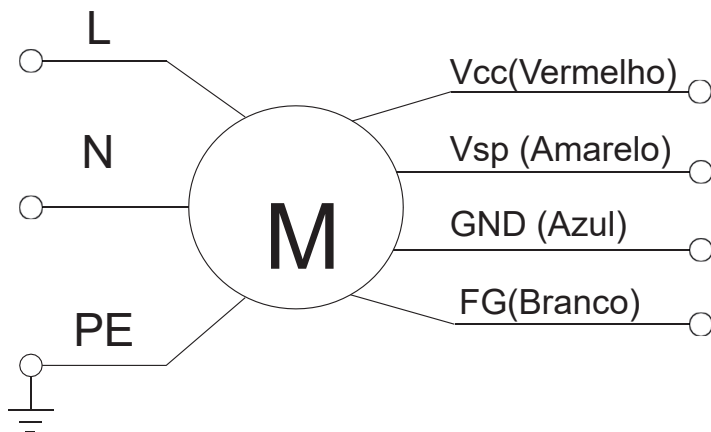 L
N
PE
M
Vcc(Vermelho)
Vsp (Amarelo)
GND (Azul)
FG(Branco)